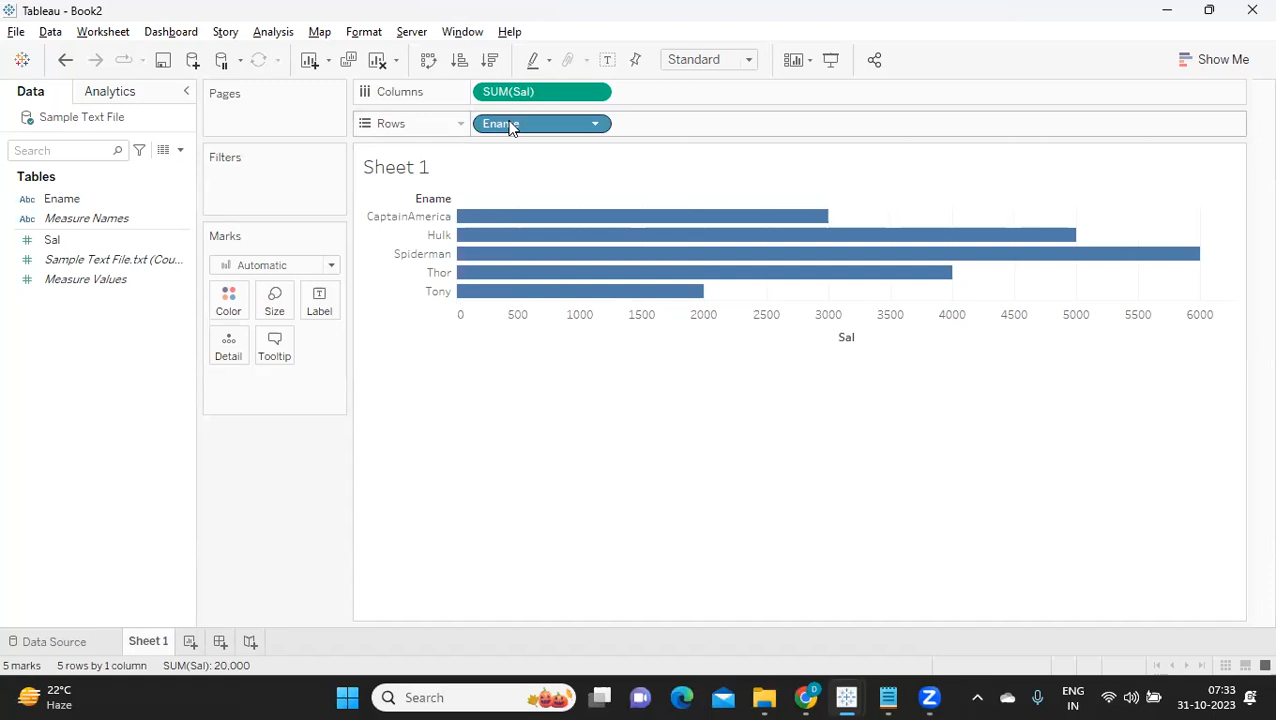 Tableau - Book2
File Data Worksheet Dashboard Story Analysis Map Format Server Window Help
Standard
Show Me
Data Analytics
Sample Text File
Search
Tables
Abc Ename
Abc Measure Names
Sal
Sample Text File.txt (Cou...
Measure Values
Pages
Filters
Marks
Automatic
Color Size Label
Detail Tooltip
Columns SUM(Sal)
Rows Ename
Sheet 1
Ename
CaptainAmerica
Hulk
Spiderman
Thor
Tony
0 500 1000 1500 2000 2500 3000 3500 4000 4500 5000 5500 6000
Sal
Data Source Sheet 1
5 marks 5 rows by 1 column SUM(Sal): 20,000
22°C
Haze
Search
ENG
IN
07:33
31-10-2023